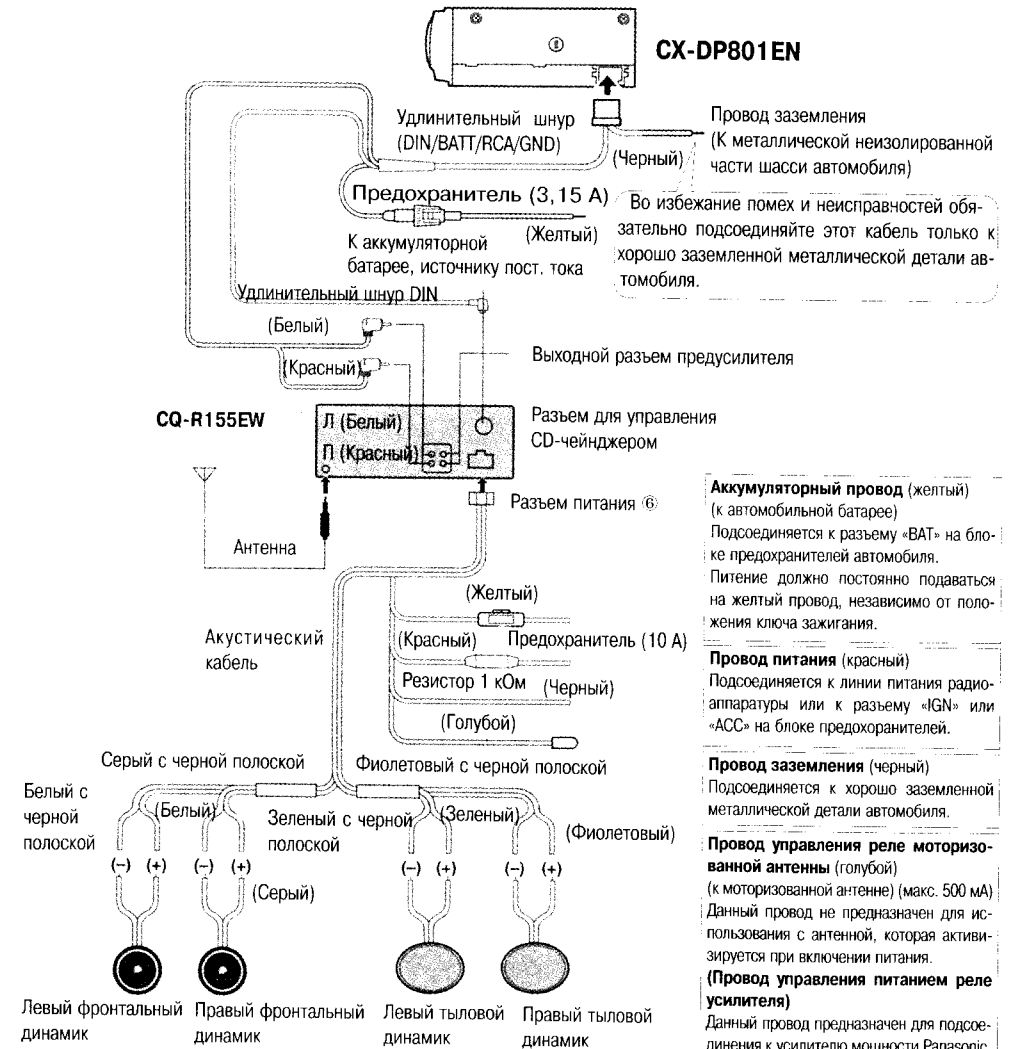 CX-DP801EN
Удлинительный шнур
(DIN/BATT/RCA/GND)
Провод заземления
(К металлической неизолированной
части шасси автомобиля)
(Черный)
Предохранитель (3,15 А)
(Желтый)
Во избежание помех и неисправностей обя-
зательно подсоединяйте этот кабель только к
хорошо заземленной металлической детали ав-
томобиля.
К аккумуляторной
батарее, источнику пост. тока
Удлинительный шнур DIN
(Белый)
(Красный)
Выходной разъем предусилителя
CQ-R155EW
Л (Белый)
П (Красный)
Разъем для управления
CD-чейнджером
Разъем питания ⑥
Антенна
Акустический
кабель
(Желтый)
(Красный)
Предохранитель (10 А)
Резистор 1 кОм
(Черный)
(Голубой)
Серый с черной полоской
Фиолетовый с черной полоской
Белый с
черной
полоской
(Белый)
Зеленый с черной
полоской
(Зеленый)
(Фиолетовый)
(–) (+) (–) (+) (–) (+) (–) (+)
(Серый)
Левый фронтальный
динамик
Правый фронтальный
динамик
Левый тыловой
динамик
Правый тыловой
динамик
Аккумуляторный провод (желтый)
(к автомобильной батарее)
Подсоединяется к разъему «BAT» на бло-
ке предохранителей автомобиля.
Питение должно постоянно подаваться
на желтый провод, независимо от поло-
жения ключа зажигания.
Провод питания (красный)
Подсоединяется к линии питания радио-
аппаратуры или к разъему «IGN» или
«ACC» на блоке предохоранителей.
Провод заземления (черный)
Подсоединяется к хорошо заземленной
металлической детали автомобиля.
Провод управления реле моторизо-
ванной антенны (голубой)
(к моторизованной антенне) (макс. 500 мА)
Данный провод не предназначен для ис-
пользования с антенной, которая активи-
зируется при включении питания.
(Провод управления питанием реле
усилителя)
Данный провод предназначен для подсое-
динения к усилителю мощности Panasonic.